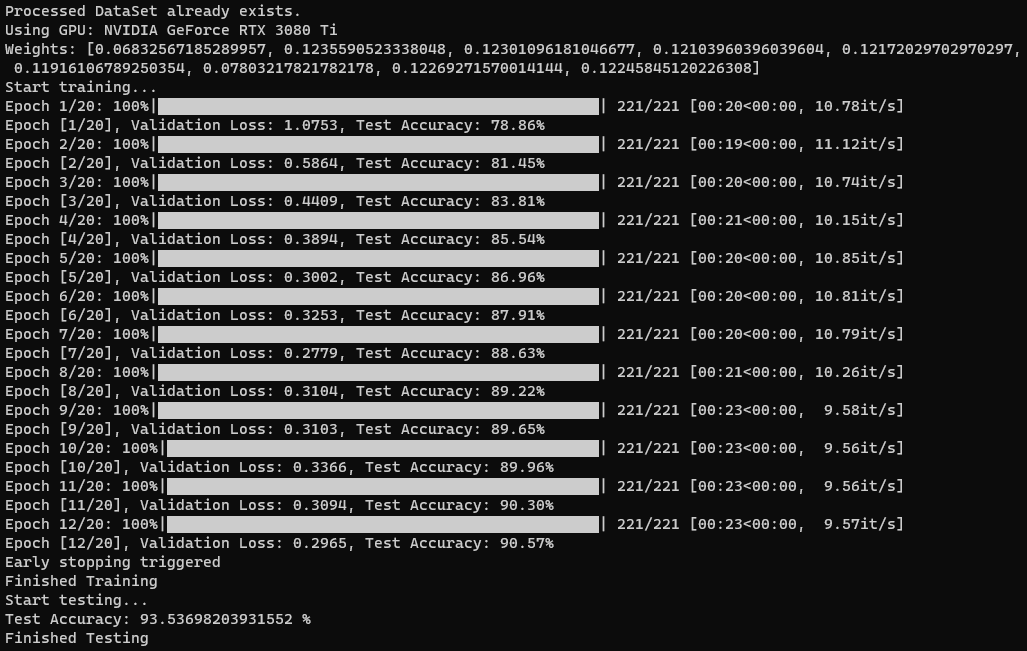 Processed DataSet already exists.
Using GPU: NVIDIA GeForce RTX 3080 Ti
Weights: [0.06832567185289957, 0.1235590523338048, 0.12301096181046677, 0.12103960396039604, 0.12172029702970297,
0.11916106789250354, 0.07803217821782178, 0.12269271570014144, 0.12245845120226308]
Start training...
Epoch 1/20: 100%| | 221/221 [00:20<00:00, 10.78it/s]
Epoch [1/20], Validation Loss: 1.0753, Test Accuracy: 78.86%
Epoch 2/20: 100%| | 221/221 [00:19<00:00, 11.12it/s]
Epoch [2/20], Validation Loss: 0.5864, Test Accuracy: 81.45%
Epoch 3/20: 100%| | 221/221 [00:20<00:00, 10.74it/s]
Epoch [3/20], Validation Loss: 0.4409, Test Accuracy: 83.81%
Epoch 4/20: 100%| | 221/221 [00:21<00:00, 10.15it/s]
Epoch [4/20], Validation Loss: 0.3894, Test Accuracy: 85.54%
Epoch 5/20: 100%| | 221/221 [00:20<00:00, 10.85it/s]
Epoch [5/20], Validation Loss: 0.3002, Test Accuracy: 86.96%
Epoch 6/20: 100%| | 221/221 [00:20<00:00, 10.81it/s]
Epoch [6/20], Validation Loss: 0.3253, Test Accuracy: 87.91%
Epoch 7/20: 100%| | 221/221 [00:20<00:00, 10.79it/s]
Epoch [7/20], Validation Loss: 0.2779, Test Accuracy: 88.63%
Epoch 8/20: 100%| | 221/221 [00:21<00:00, 10.26it/s]
Epoch [8/20], Validation Loss: 0.3104, Test Accuracy: 89.22%
Epoch 9/20: 100%| | 221/221 [00:23<00:00, 9.58it/s]
Epoch [9/20], Validation Loss: 0.3103, Test Accuracy: 89.65%
Epoch 10/20: 100%| | 221/221 [00:23<00:00, 9.56it/s]
Epoch [10/20], Validation Loss: 0.3366, Test Accuracy: 89.96%
Epoch 11/20: 100%| | 221/221 [00:23<00:00, 9.56it/s]
Epoch [11/20], Validation Loss: 0.3094, Test Accuracy: 90.30%
Epoch 12/20: 100%| | 221/221 [00:23<00:00, 9.57it/s]
Epoch [12/20], Validation Loss: 0.2965, Test Accuracy: 90.57%
Early stopping triggered
Finished Training
Start testing...
Test Accuracy: 93.53698203931552 %
Finished Testing